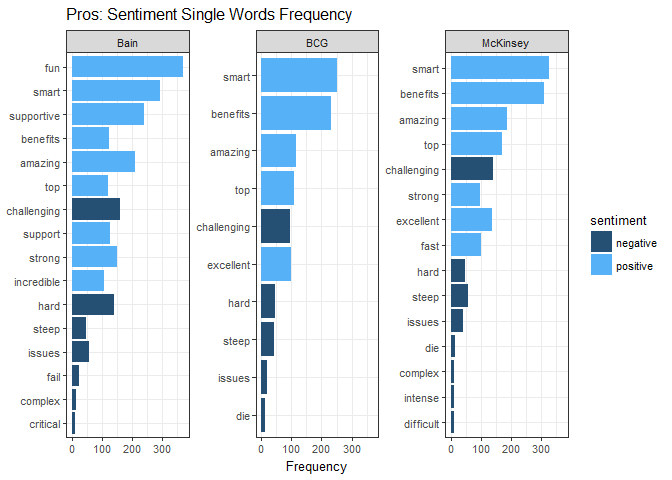 Pros: Sentiment Single Words Frequency
Bain
fun
smart
supportive
benefits
amazing
top
challenging
support
strong
incredible
hard
steep
issues
fail
complex
critical
0 100 200 300
BCG
smart
benefits
amazing
top
challenging
excellent
hard
steep
issues
die
0 100 200 300
McKinsey
smart
benefits
amazing
top
challenging
strong
excellent
fast
hard
steep
issues
die
complex
intense
difficult
0 100 200 300
Frequency
sentiment
negative
positive